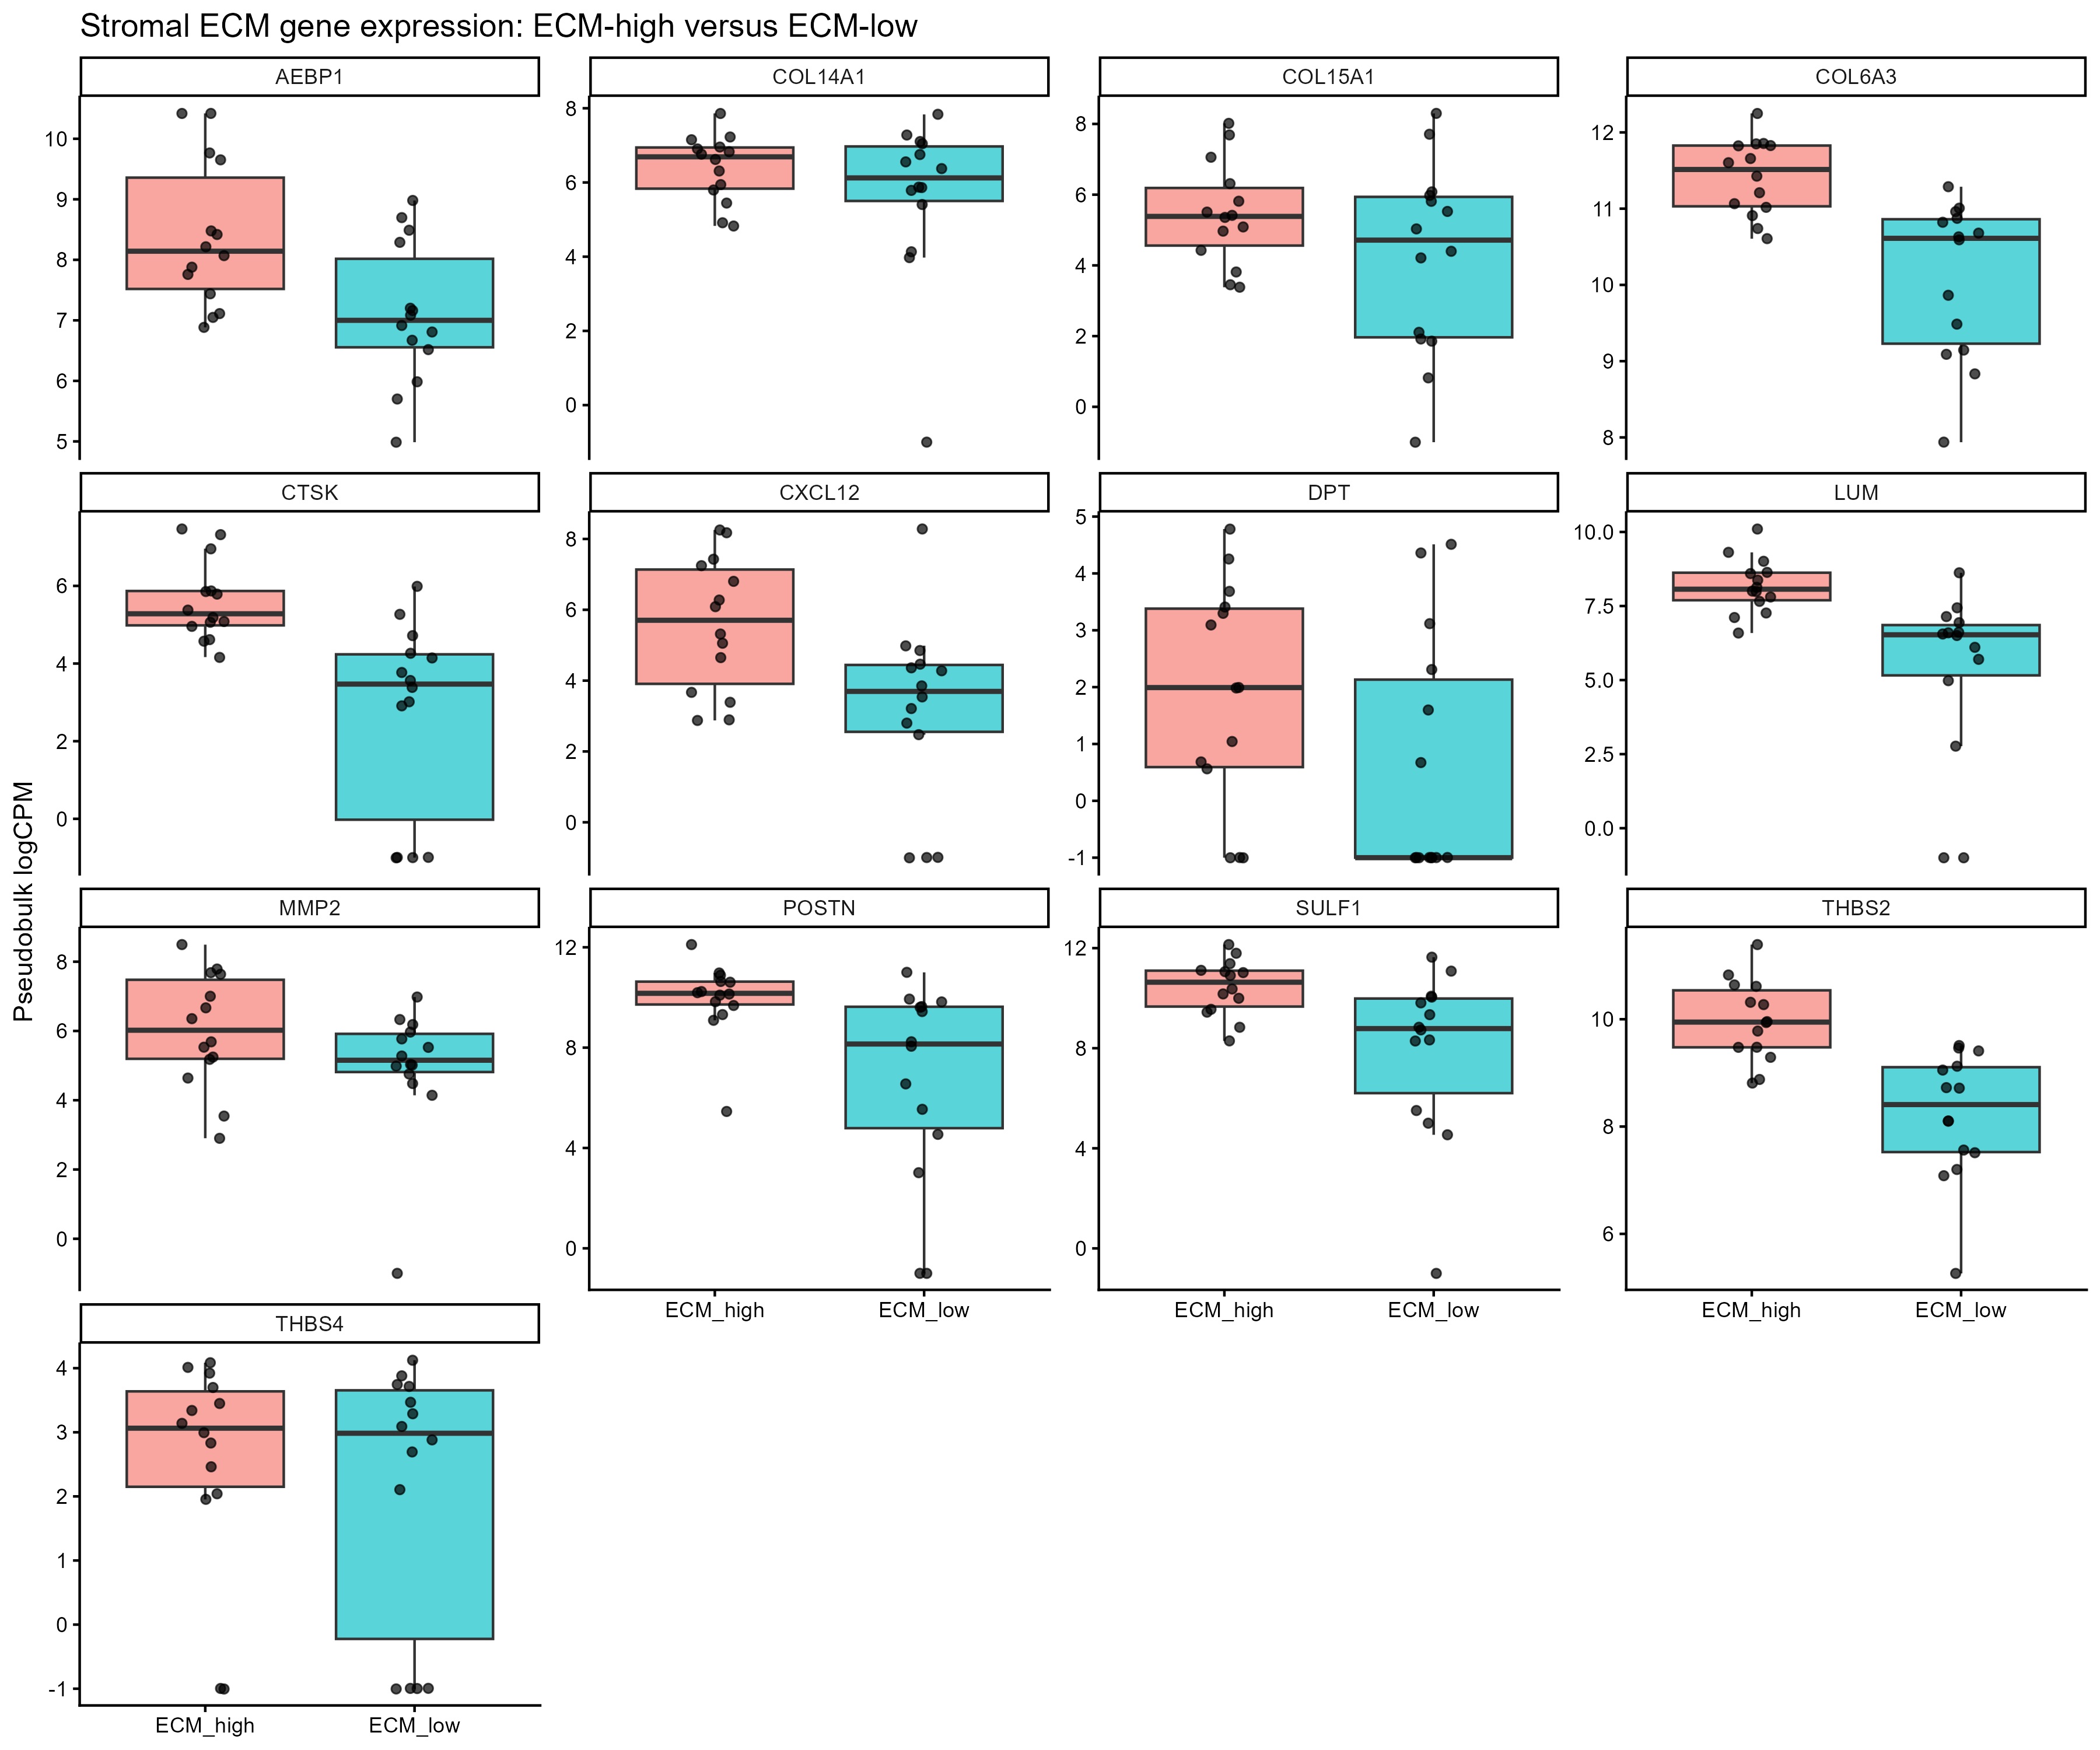 Stromal ECM gene expression: ECM-high versus ECM-low
AEBP1 COL14A1 COL15A1 COL6A3
10 9 8 7 6 5
8 6 4 2 0
8 6 4 2 0
12 11 10 9 8
CTSK CXCL12 DPT LUM
6 4 2 0
8 6 4 2 0
5 4 3 2 1 0 -1
10.0 7.5 5.0 2.5 0.0
Pseudobulk logCPM
MMP2 POSTN SULF1 THBS2
8 6 4 2 0
12 8 4 0
12 8 4 0
10 8 6
ECM_high ECM_low ECM_high ECM_low ECM_high ECM_low
THBS4
4 3 2 1 0 -1
ECM_high ECM_low